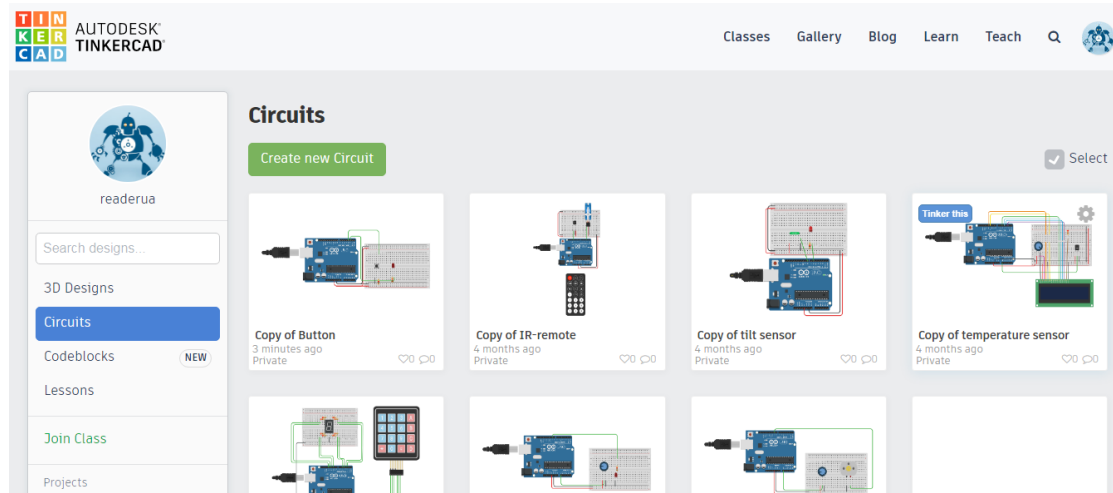 TIN
KER
CAD
AUTODESK®
TINKERCAD®
Classes Gallery Blog Learn Teach
readerua
Search designs...
3D Designs
Circuits
Codeblocks NEW
Lessons
Join Class
Projects
Circuits
Create new Circuit
Select
Tinker this
Copy of Button
3 minutes ago
Private
0 0
Copy of IR-remote
4 months ago
Private
0 0
Copy of tilt sensor
4 months ago
Private
0 0
Copy of temperature sensor
4 months ago
Private
0 0